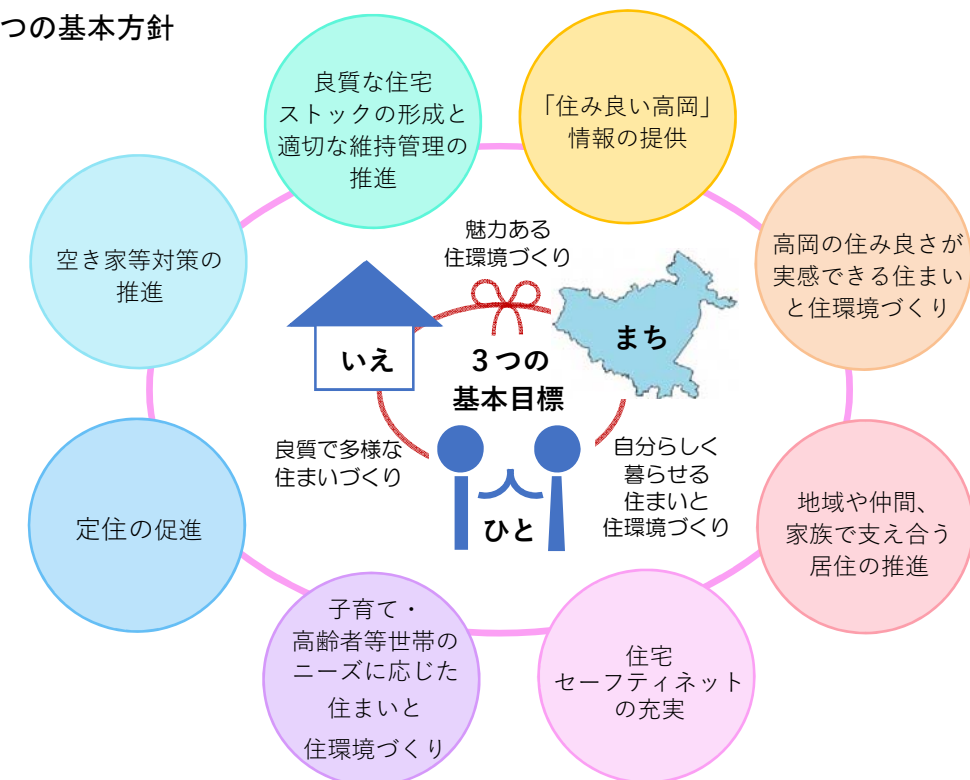 つの基本方針
良質な住宅
ストックの形成と
適切な維持管理の
推進
「住み良い高岡」
情報の提供
空き家等対策の
推進
魅力ある
住環境づくり
高岡の住み良さが
実感できる住まい
と住環境づくり
いえ
3つの
基本目標
まち
良質で多様な
住まいづくり
自分らしく
暮らせる
住まいと
住環境づくり
ひと
定住の促進
地域や仲間、
家族で支え合う
居住の推進
子育て・
高齢者等世帯の
ニーズに応じた
住まいと
住環境づくり
住宅
セーフティネット
の充実